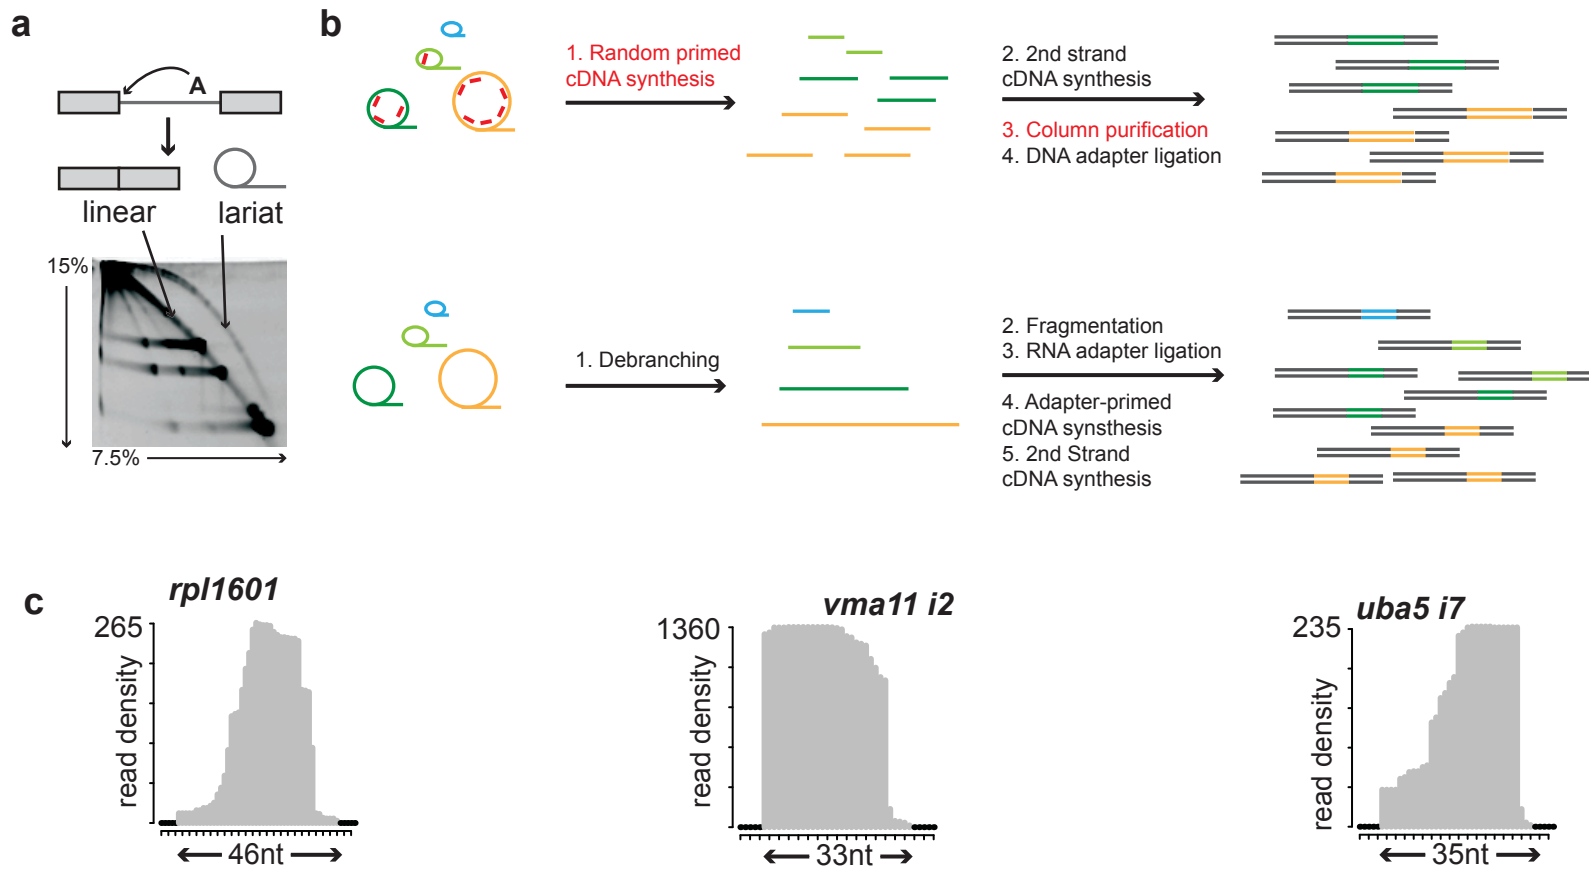 a
A
linear
lariat
15%
7.5%
b
1. Random primed
cDNA synthesis
2. 2nd strand
cDNA synthesis
3. Column purification
4. DNA adapter ligation
1. Debranching
2. Fragmentation
3. RNA adapter ligation
4. Adapter-primed
cDNA synsthesis
5. 2nd Strand
cDNA synthesis
c
rpl1601
265
read density
46nt
vma11 i2
1360
read density
33nt
uba5 i7
235
read density
35nt